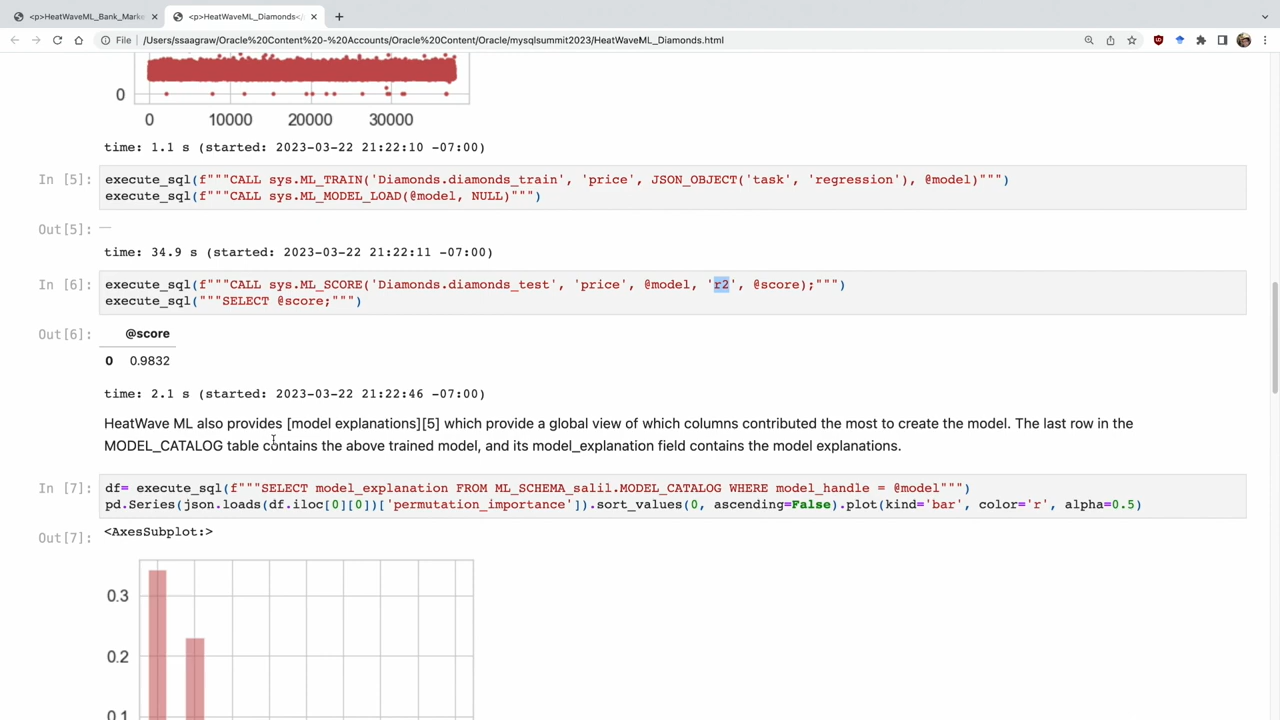 <p>HeatWaveML_Bank_Marke
<p>HeatWaveML_Diamonds</
File
/Users/ssaagraw/Oracle%20Content%20-%20Accounts/Oracle%20Content/Oracle/mysqlsummit2023/HeatWaveML_Diamonds.html
0
0 10000 20000 30000
time: 1.1 s (started: 2023-03-22 21:22:10 -07:00)
In [5]: execute_sql(f"""CALL sys.ML_TRAIN('Diamonds.diamonds_train', 'price', JSON_OBJECT('task', 'regression'), @model)""")
execute_sql(f"""CALL sys.ML_MODEL_LOAD(@model, NULL)""")
Out[5]: —
time: 34.9 s (started: 2023-03-22 21:22:11 -07:00)
In [6]: execute_sql(f"""CALL sys.ML_SCORE('Diamonds.diamonds_test', 'price', @model, 'r2', @score);""")
execute_sql("""SELECT @score;""")
Out[6]: @score
0 0.9832
time: 2.1 s (started: 2023-03-22 21:22:46 -07:00)
HeatWave ML also provides [model explanations][5] which provide a global view of which columns contributed the most to create the model. The last row in the
MODEL_CATALOG table contains the above trained model, and its model_explanation field contains the model explanations.
In [7]: df= execute_sql(f"""SELECT model_explanation FROM ML_SCHEMA_salil.MODEL_CATALOG WHERE model_handle = @model""")
pd.Series(json.loads(df.iloc[0][0])['permutation_importance']).sort_values(0, ascending=False).plot(kind='bar', color='r', alpha=0.5)
Out[7]: <AxesSubplot:>
0.3
0.2
0.1